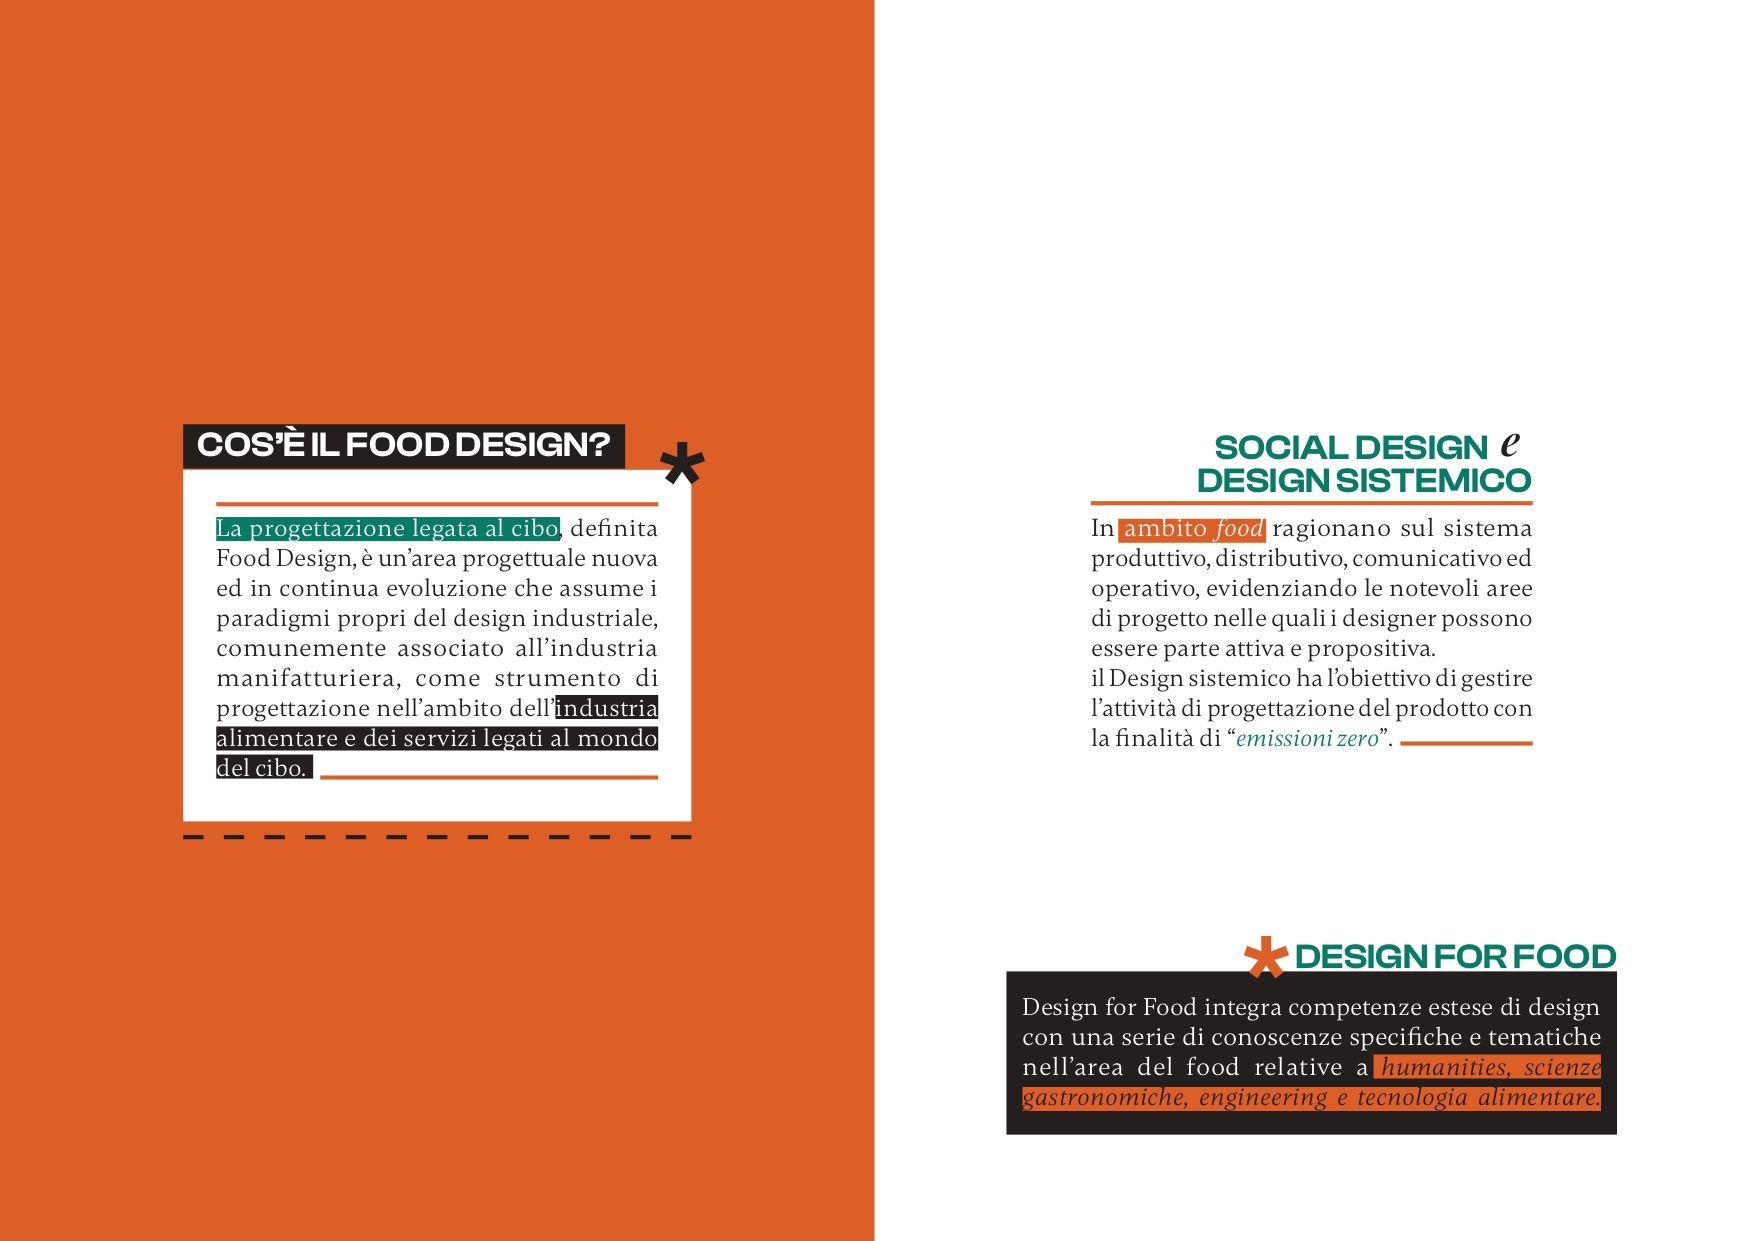 COS’È IL FOOD DESIGN?
*
La progettazione legata al cibo, definita
Food Design, è un’area progettuale nuova
ed in continua evoluzione che assume i
paradigmi propri del design industriale,
comunemente associato all’industria
manifatturiera, come strumento di
progettazione nell’ambito dell’industria
alimentare e dei servizi legati al mondo
del cibo.
SOCIAL DESIGN e
DESIGN SISTEMICO
In ambito food ragionano sul sistema
produttivo, distributivo, comunicativo ed
operativo, evidenziando le notevoli aree
di progetto nelle quali i designer possono
essere parte attiva e propositiva.
il Design sistemico ha l’obiettivo di gestire
l’attività di progettazione del prodotto con
la finalità di “emissioni zero”.
* DESIGN FOR FOOD
Design for Food integra competenze estese di design
con una serie di conoscenze specifiche e tematiche
nell’area del food relative a humanities, scienze
gastronomiche, engineering e tecnologia alimentare.